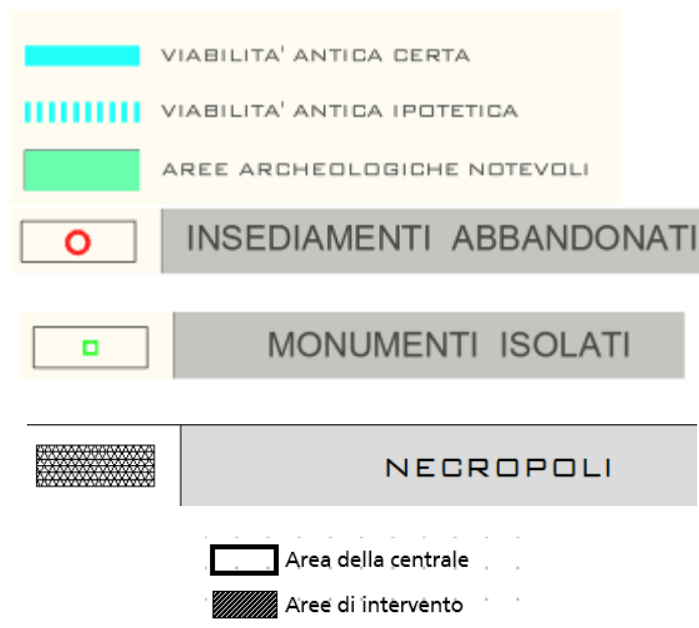 VIABILITA' ANTICA CERTA
VIABILITA' ANTICA IPOTETICA
AREE ARCHEOLOGICHE NOTEVOLI
INSEDIAMENTI ABBANDONATI
MONUMENTI ISOLATI
NECROPOLI
Area della centrale
Aree di intervento